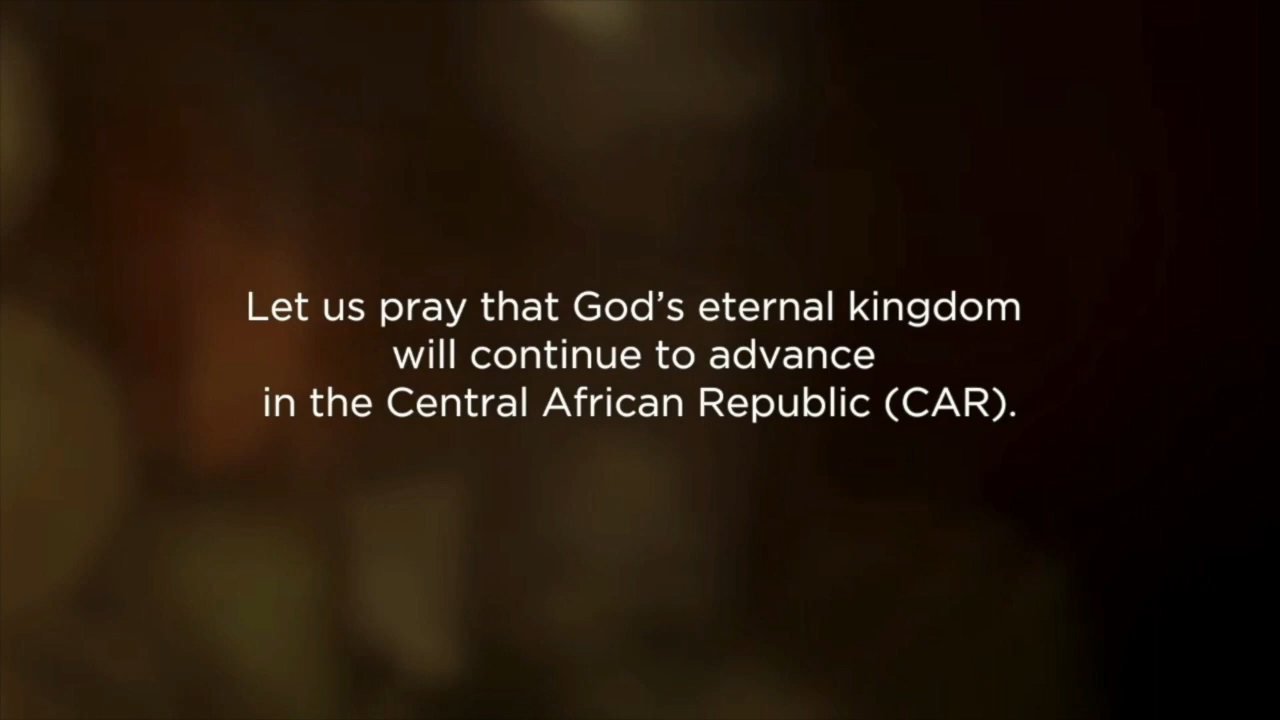 Let us pray that God’s eternal kingdom
will continue to advance
in the Central African Republic (CAR).